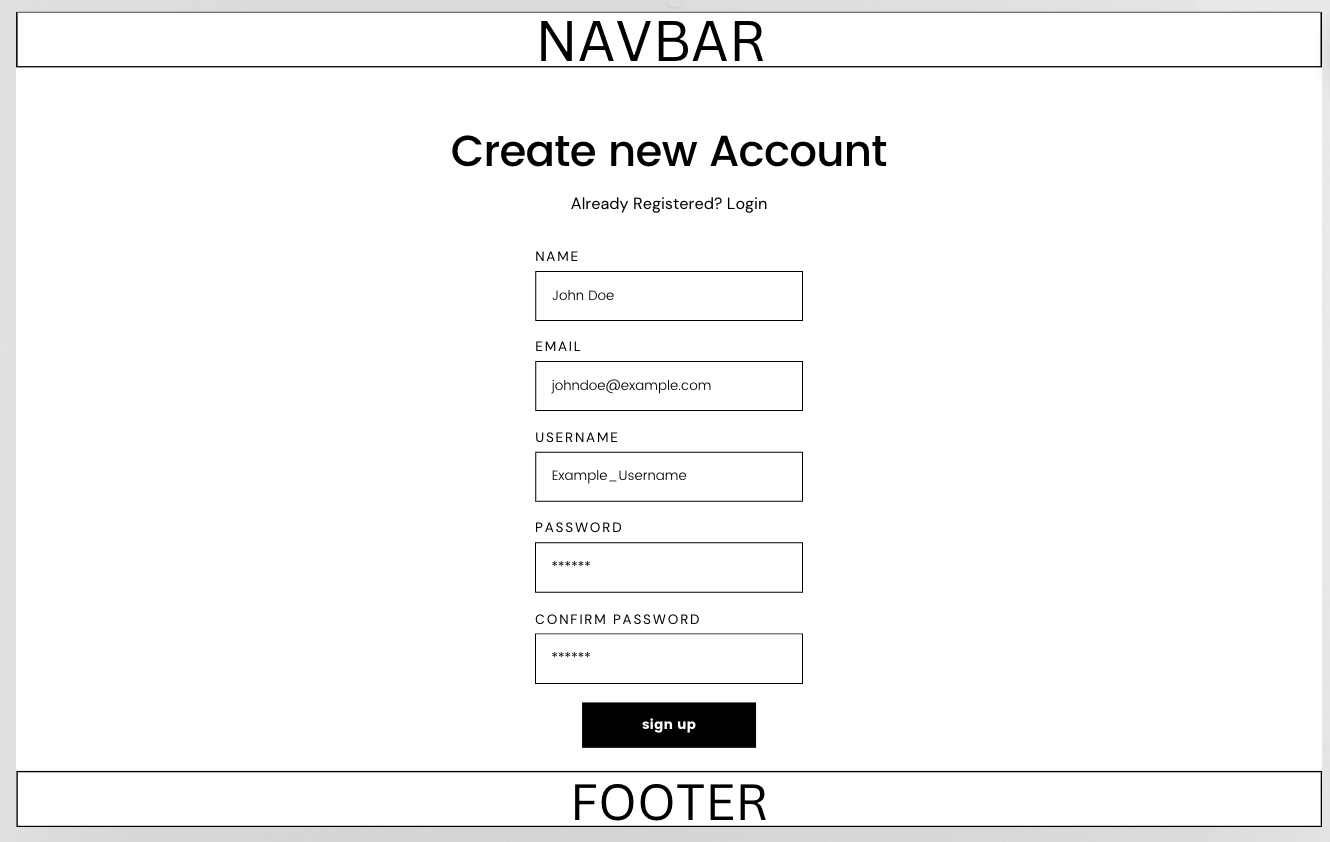 NAVBAR
Create new Account
Already Registered? Login
NAME
John Doe
EMAIL
johndoe@example.com
USERNAME
Example_Username
PASSWORD
******
CONFIRM PASSWORD
******
sign up
FOOTER